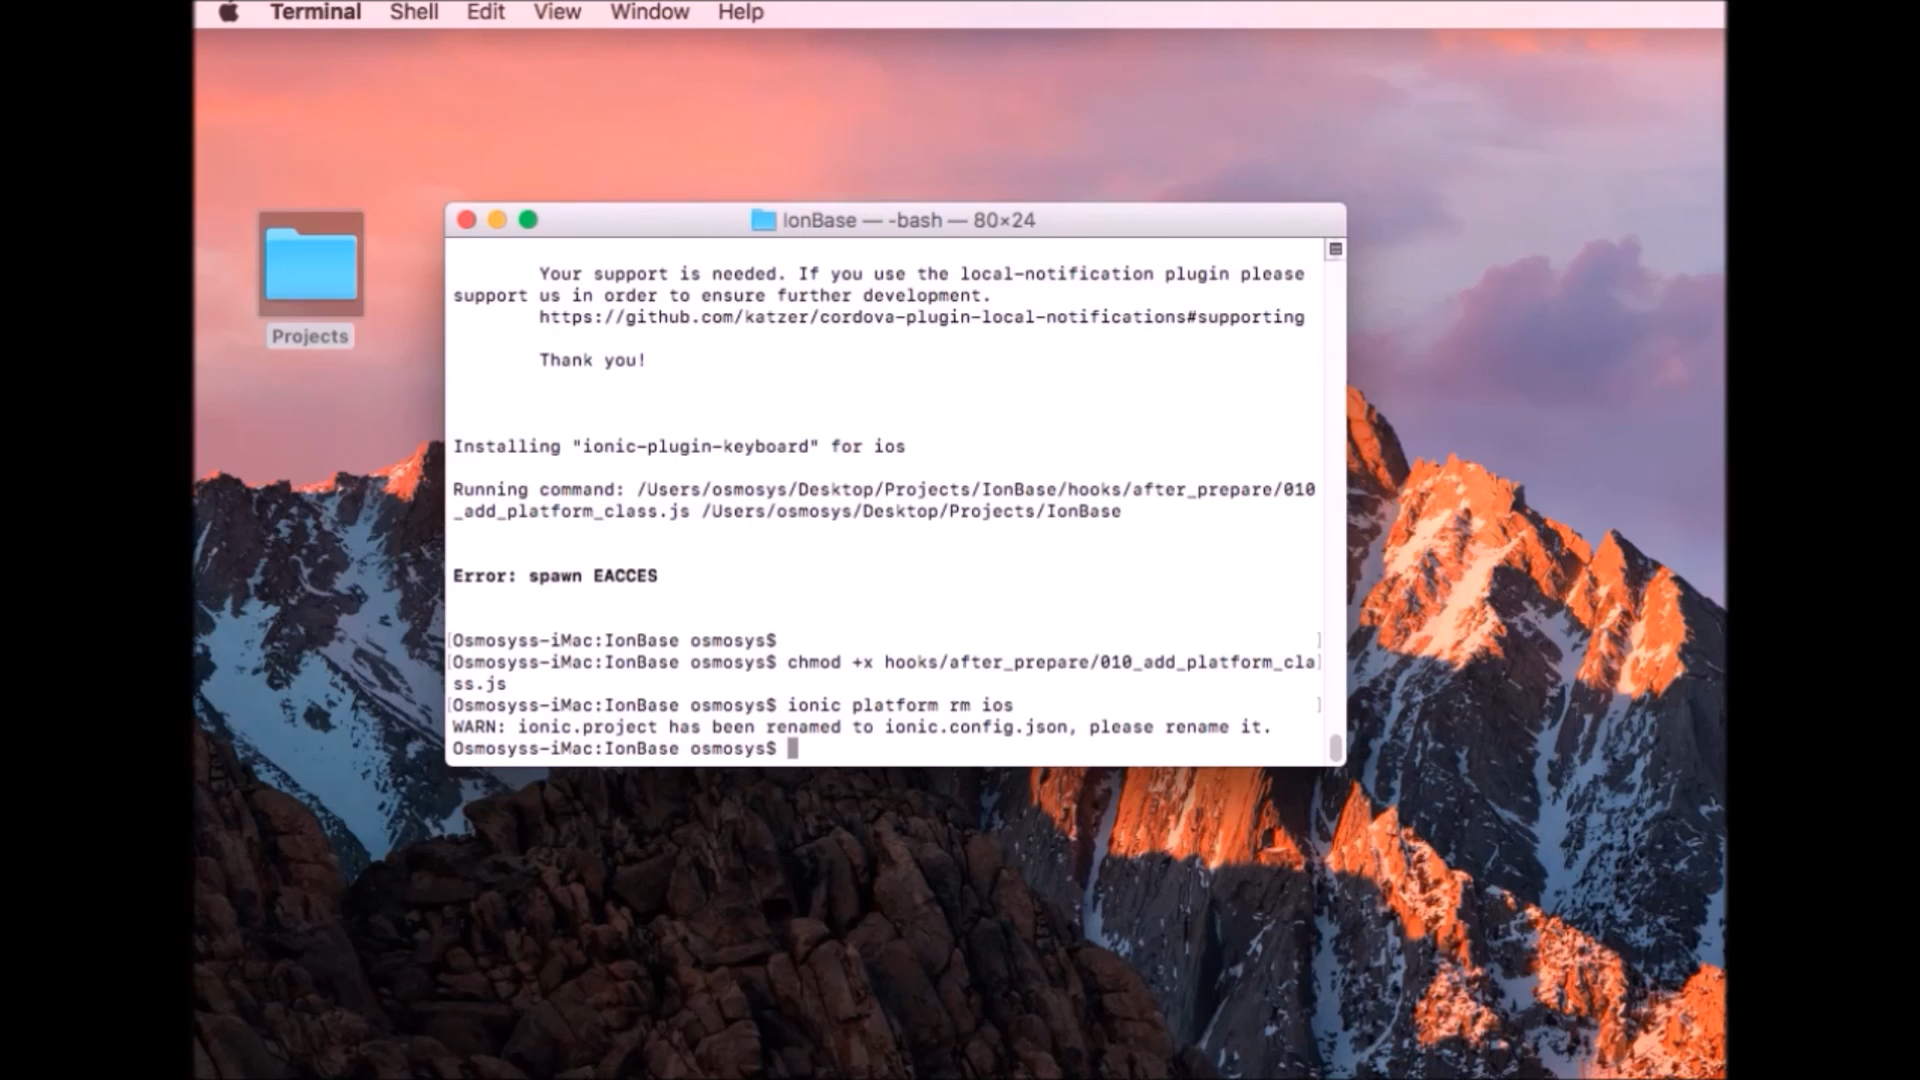 Terminal Shell Edit View Window Help
IonBase — -bash — 80×24
Projects
Your support is needed. If you use the local-notification plugin please
support us in order to ensure further development.
https://github.com/katzer/cordova-plugin-local-notifications#supporting
Thank you!
Installing "ionic-plugin-keyboard" for ios
Running command: /Users/osmosys/Desktop/Projects/IonBase/hooks/after_prepare/010
_add_platform_class.js /Users/osmosys/Desktop/Projects/IonBase
Error: spawn EACCES
[Osmosyss-iMac:IonBase osmosys$ ]
[Osmosyss-iMac:IonBase osmosys$ chmod +x hooks/after_prepare/010_add_platform_cla]
ss.js
[Osmosyss-iMac:IonBase osmosys$ ionic platform rm ios ]
WARN: ionic.project has been renamed to ionic.config.json, please rename it.
Osmosyss-iMac:IonBase osmosys$